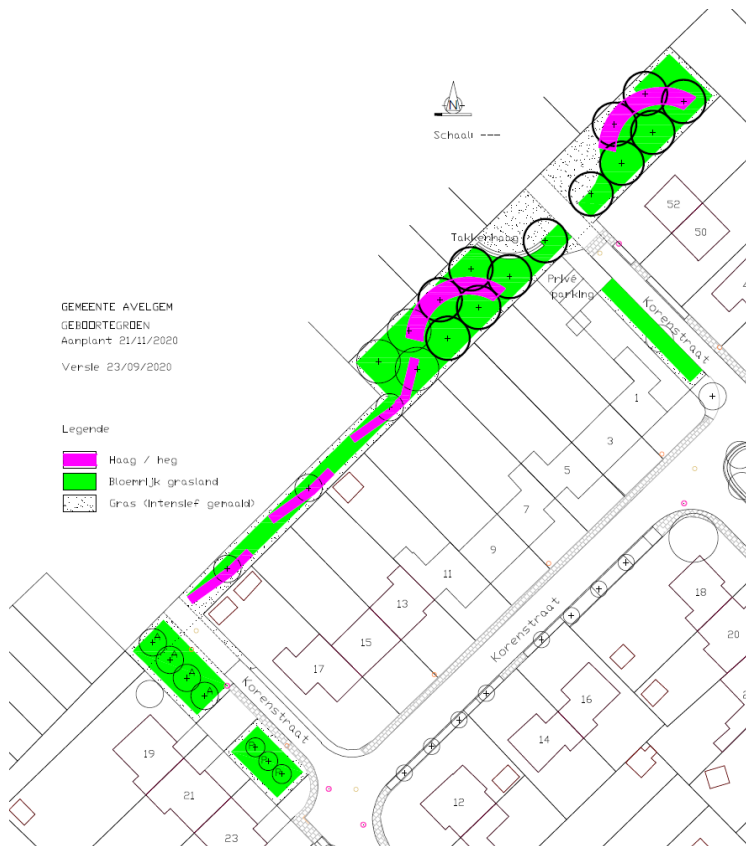 N
Schaal: ---
Takkenhaag
Privé
parking
Korenstraat
52
50
GEMEENTE AVELGEM
GEBOORTEGROEN
Aanplant 21/11/2020
Versie 23/09/2020
Legende
Haag / heg
Bloemrijk grasland
Gras (Intensief gemaaid)
1
3
5
7
9
11
13
15
17
Korenstraat
Korenstraat
18
20
16
14
12
19
21
23
A
A
A
A